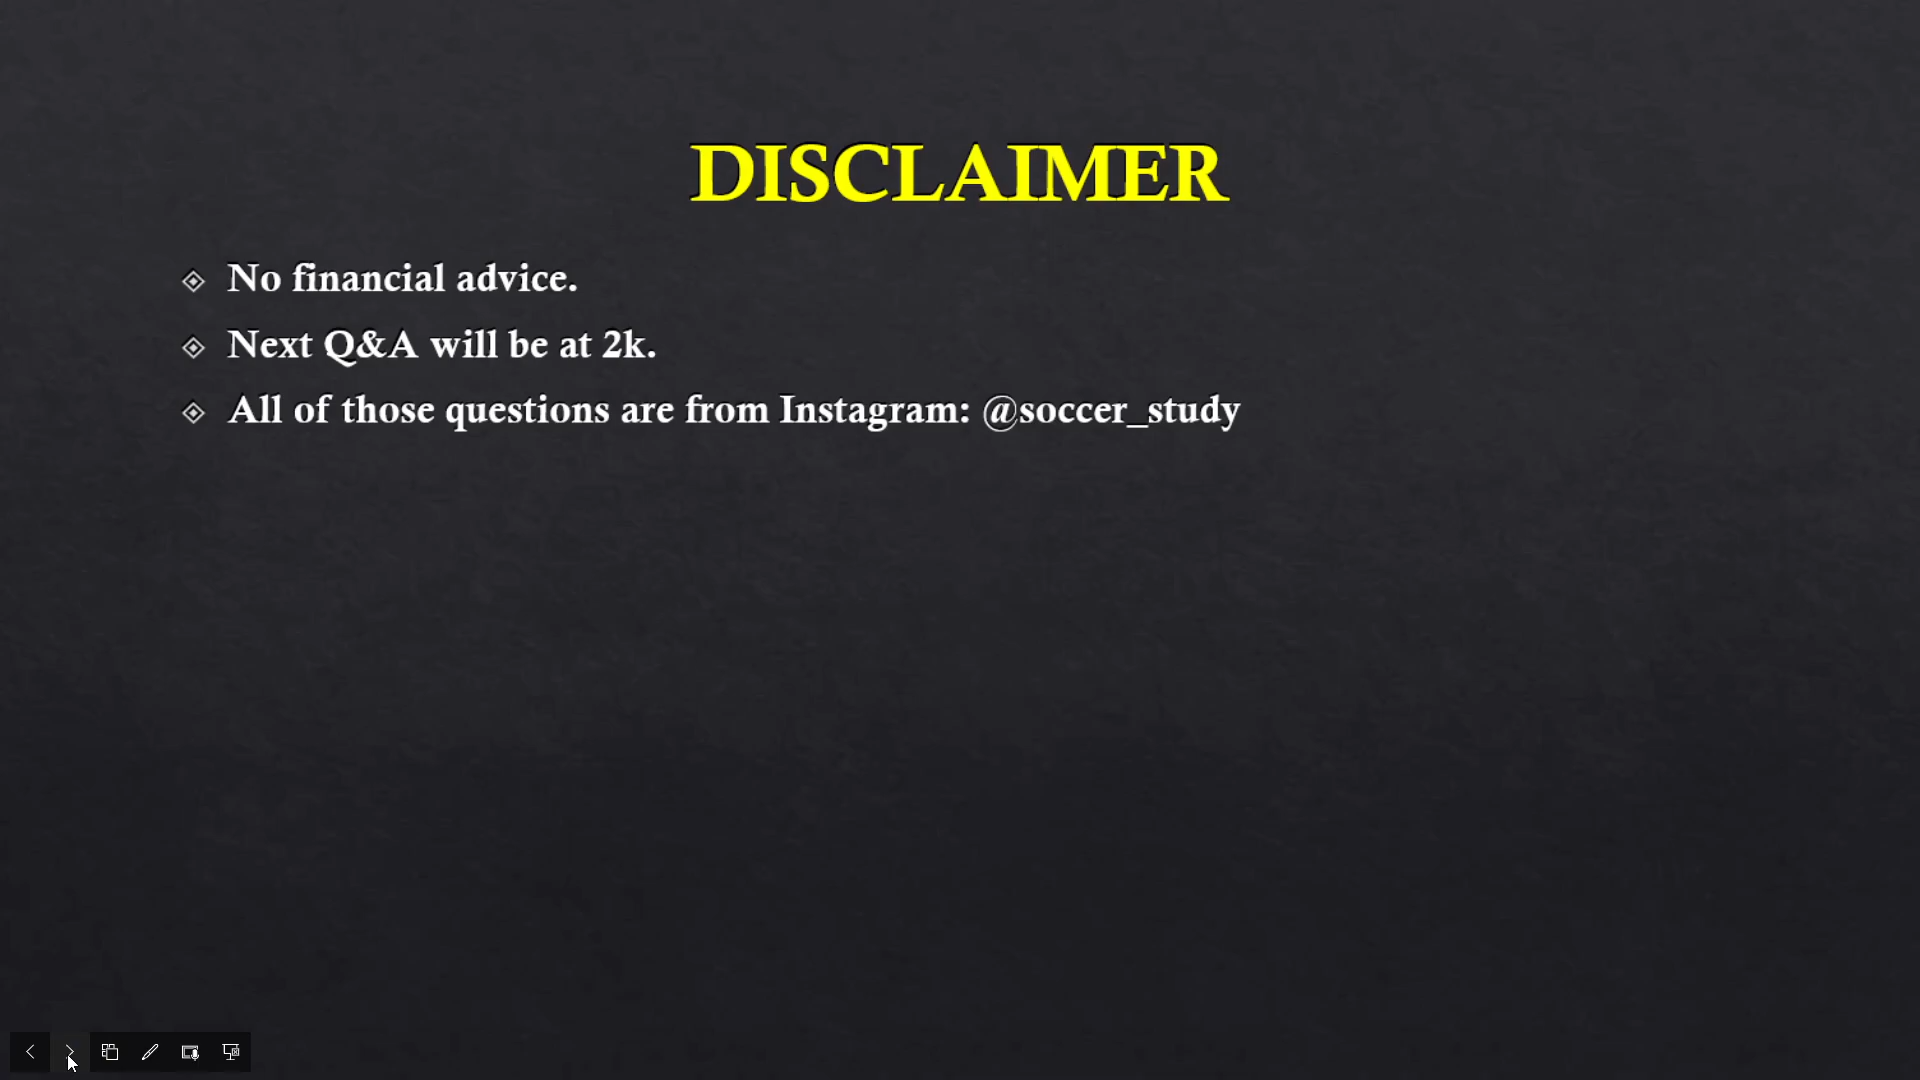 DISCLAIMER
No financial advice.
Next Q&A will be at 2k.
All of those questions are from Instagram: @soccer_study